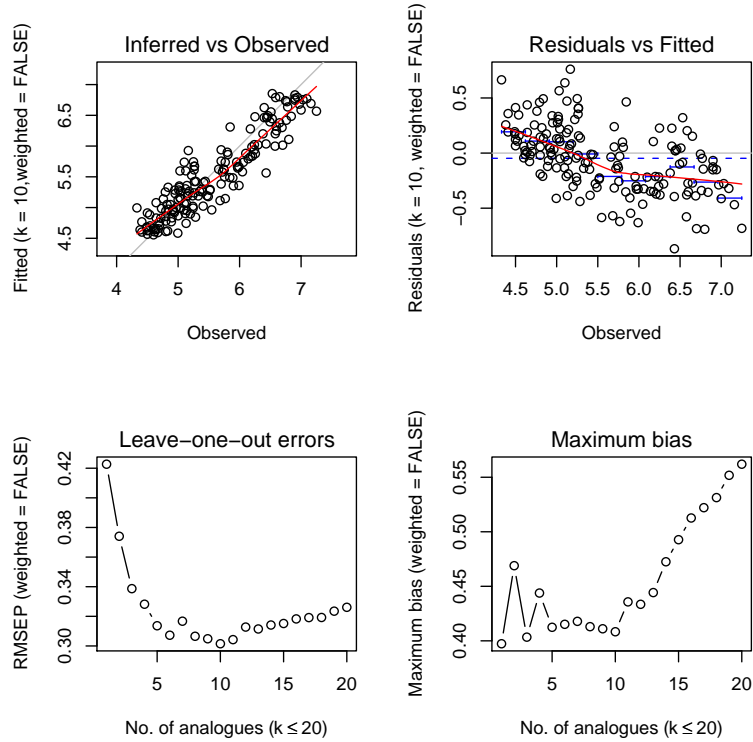 Inferred vs Observed
Fitted (k = 10,weighted = FALSE)
4.5
5.5
6.5
4
5
6
7
Observed
Residuals vs Fitted
Residuals (k = 10, weighted = FALSE)
−0.5
0.0
0.5
4.5
5.0
5.5
6.0
6.5
7.0
Observed
Leave−one−out errors
RMSEP (weighted = FALSE)
0.30
0.34
0.38
0.42
5
10
15
20
No. of analogues (k ≤ 20)
Maximum bias
Maximum bias (weighted = FALSE)
0.40
0.45
0.50
0.55
5
10
15
20
No. of analogues (k ≤ 20)